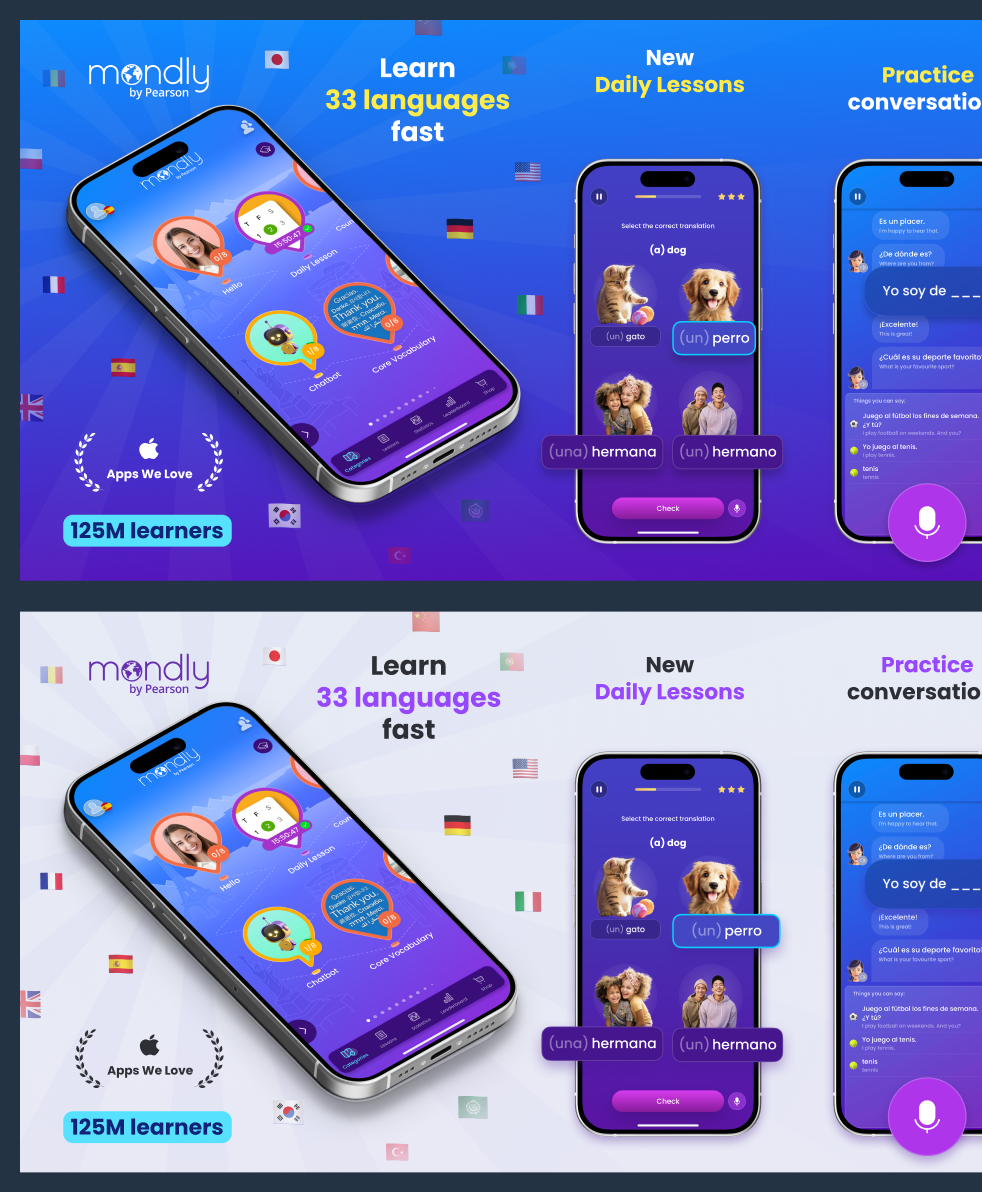 mondly
by Pearson
Learn
33 languages
fast
mondly
by Pearson
T F S
1 2 3
15:50:47
0/8
Hello
Daily Lesson
Gracias.
Thank you.
Merci.
Спасибо.
0/8
1/8
Chatbot
Core Vocabulary
Categories
Lessons
Statistics
Leaderboard
Shop
Apps We Love
125M learners
New
Daily Lessons
Select the correct translation
(a) dog
(un) gato
(un) perro
(una) hermana
(un) hermano
Check
Practice
conversatio
Es un placer.
I'm happy to hear that.
¿De dónde es?
Where are you from?
Yo soy de _ _ _
¡Excelente!
This is great!
¿Cuál es su deporte favorito?
What is your favourite sport?
Things you can say:
Juego al fútbol los fines de semana.
¿Y tú?
I play football on weekends. And you?
Yo juego al tenis.
I play tennis.
tenis
tennis
mondly
by Pearson
Learn
33 languages
fast
mondly
by Pearson
T F S
1 2 3
15:50:47
0/8
Hello
Daily Lesson
Gracias.
Thank you.
Merci.
Спасибо.
0/8
1/8
Chatbot
Core Vocabulary
Categories
Lessons
Statistics
Leaderboard
Shop
Apps We Love
125M learners
New
Daily Lessons
Select the correct translation
(a) dog
(un) gato
(un) perro
(una) hermana
(un) hermano
Check
Practice
conversatio
Es un placer.
I'm happy to hear that.
¿De dónde es?
Where are you from?
Yo soy de _ _ _
¡Excelente!
This is great!
¿Cuál es su deporte favorito?
What is your favourite sport?
Things you can say:
Juego al fútbol los fines de semana.
¿Y tú?
I play football on weekends. And you?
Yo juego al tenis.
I play tennis.
tenis
tennis